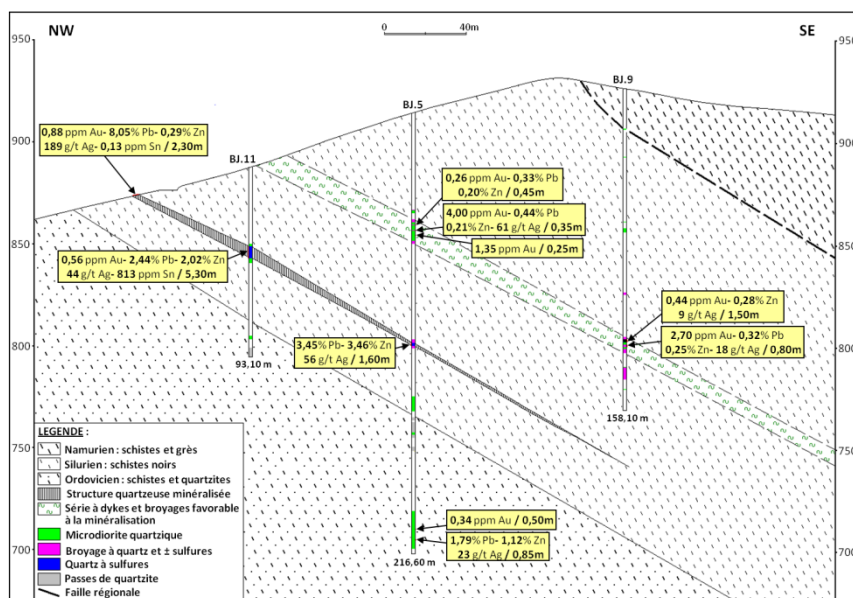 NW
0 40m
SE
950
950
BJ.9
BJ.5
900
900
0,88 ppm Au- 8,05% Pb- 0,29% Zn
189 g/t Ag- 0,13 ppm Sn / 2,30m
BJ.11
0,26 ppm Au- 0,33% Pb
0,20% Zn / 0,45m
4,00 ppm Au- 0,44% Pb
0,21% Zn- 61 g/t Ag / 0,35m
1,35 ppm Au / 0,25m
850
850
0,56 ppm Au- 2,44% Pb- 2,02% Zn
44 g/t Ag- 813 ppm Sn / 5,30m
0,44 ppm Au- 0,28% Zn
9 g/t Ag / 1,50m
2,70 ppm Au- 0,32% Pb
0,25% Zn- 18 g/t Ag / 0,80m
800
800
3,45% Pb- 3,46% Zn
56 g/t Ag / 1,60m
93,10 m
158,10 m
750
750
LEGENDE :
Namurien : schistes et grès
Silurien : schistes noirs
Ordovicien : schistes et quartzites
Structure quartzeuse minéralisée
Série à dykes et broyages favorable
à la minéralisation
Microdiorite quartzique
Broyage à quartz et ± sulfures
Quartz à sulfures
Passes de quartzite
Faille régionale
0,34 ppm Au / 0,50m
1,79% Pb- 1,12% Zn
23 g/t Ag / 0,85m
700
700
216,60 m